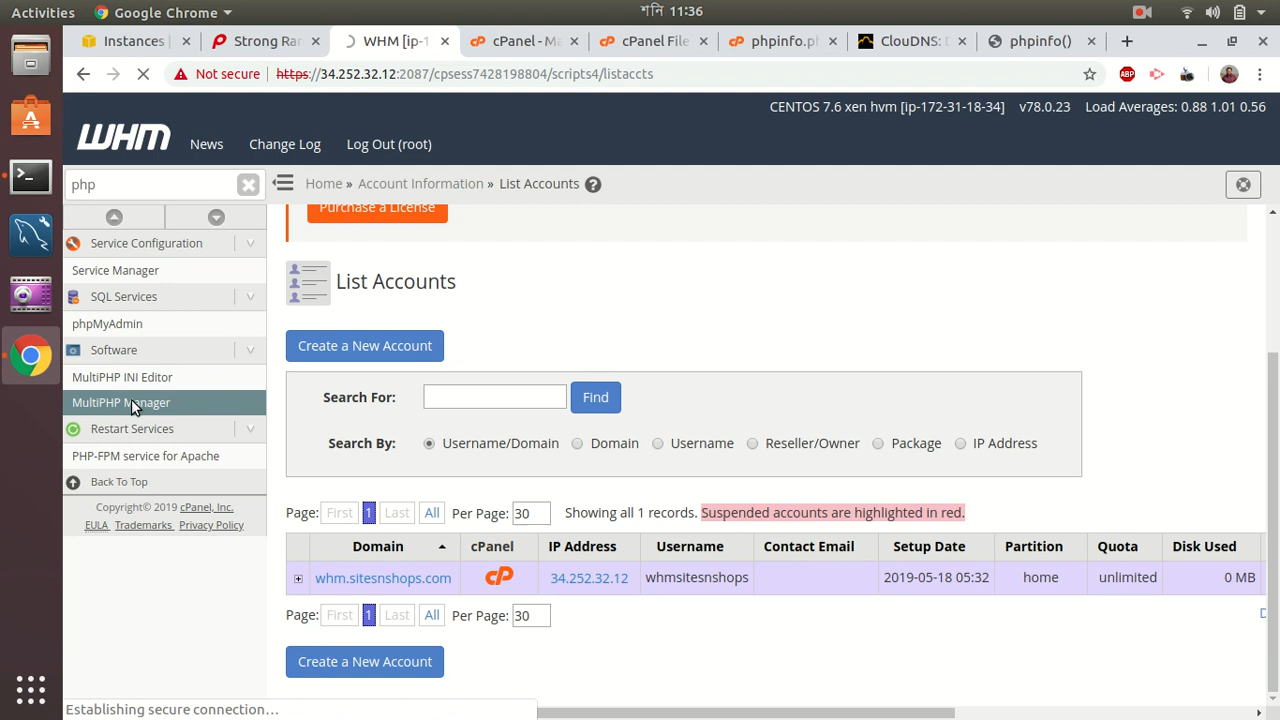 Activities Google Chrome শনি 11:36
Instances Strong Ra WHM [ip-1 cPanel - M cPanel File phpinfo.p ClouDNS: phpinfo()
Not secure https://34.252.32.12:2087/cpsess7428198804/scripts4/listaccts
CENTOS 7.6 xen hvm [ip-172-31-18-34] v78.0.23 Load Averages: 0.88 1.01 0.56
WHM News Change Log Log Out (root)
php
Home » Account Information » List Accounts
Purchase a License
Service Configuration
Service Manager
SQL Services
phpMyAdmin
Software
MultiPHP INI Editor
MultiPHP Manager
Restart Services
PHP-FPM service for Apache
Back To Top
Copyright© 2019 cPanel, Inc.
EULA Trademarks Privacy Policy
List Accounts
Create a New Account
Search For: Find
Search By: Username/Domain Domain Username Reseller/Owner Package IP Address
Page: First 1 Last All Per Page: 30 Showing all 1 records. Suspended accounts are highlighted in red.
Domain cPanel IP Address Username Contact Email Setup Date Partition Quota Disk Used
whm.sitesnshops.com cP 34.252.32.12 whmsitesnshops 2019-05-18 05:32 home unlimited 0 MB
Page: First 1 Last All Per Page: 30
Create a New Account
Establishing secure connection...